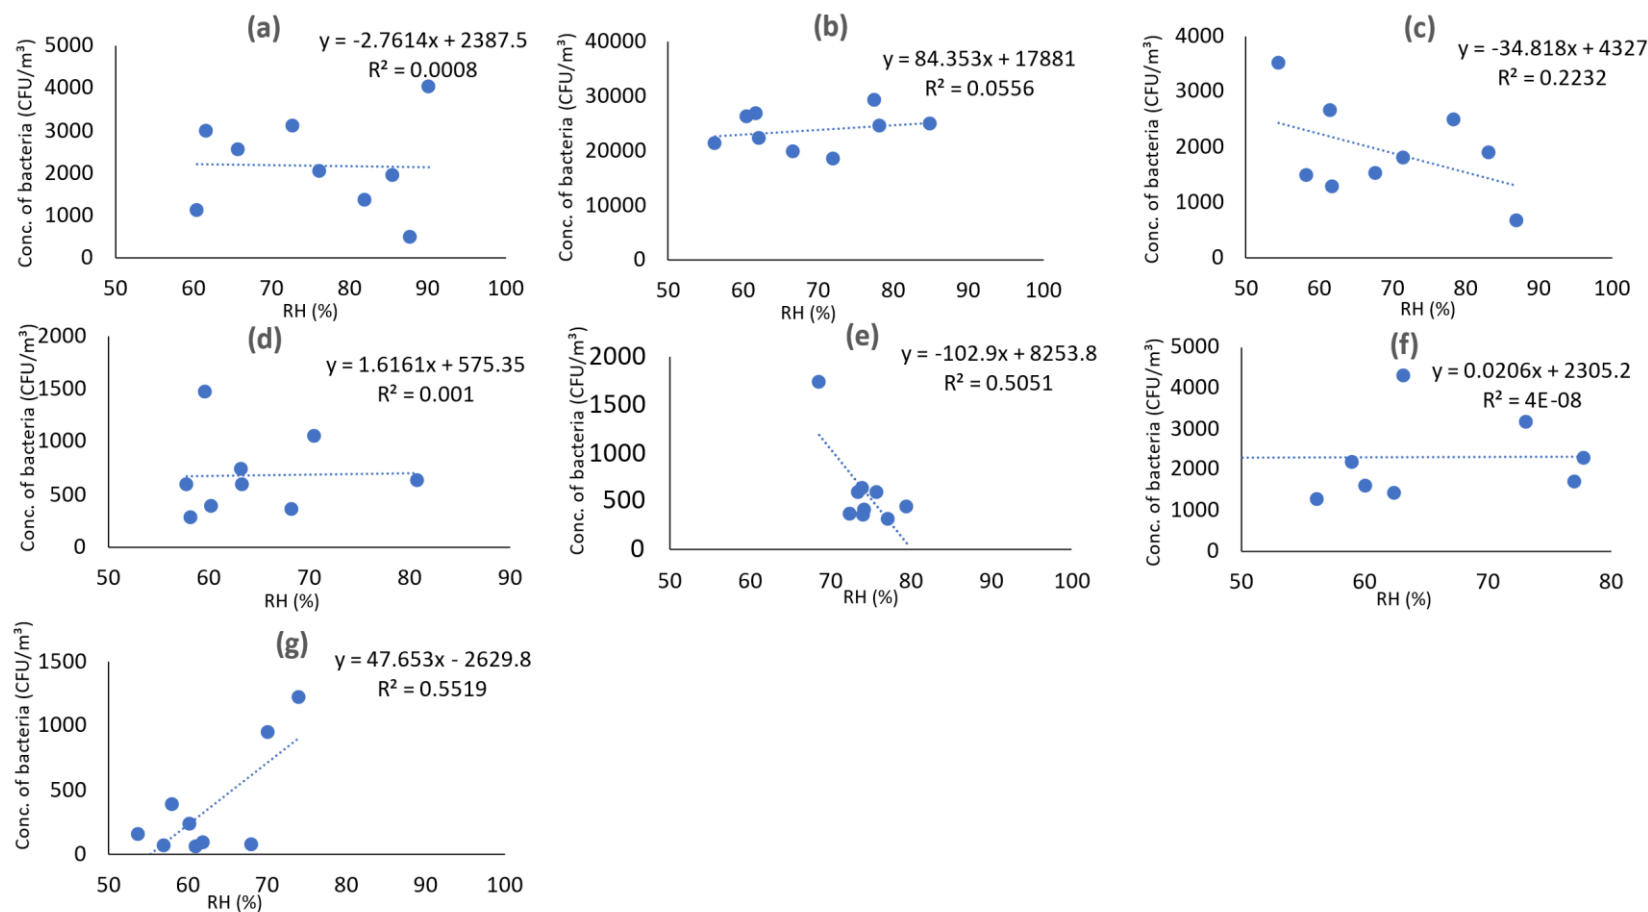 (a)
y = -2.7614x + 2387.5
R² = 0.0008
Conc. of bacteria (CFU/m³)
5000
4000
3000
2000
1000
0
50 60 70 80 90 100
RH (%)
(b)
y = 84.353x + 17881
R² = 0.0556
Conc. of bacteria (CFU/m³)
40000
30000
20000
10000
0
50 60 70 80 90 100
RH (%)
(c)
y = -34.818x + 4327
R² = 0.2232
Conc. of bacteria (CFU/m³)
4000
3000
2000
1000
0
50 60 70 80 90 100
RH (%)
(d)
y = 1.6161x + 575.35
R² = 0.001
Conc. of bacteria (CFU/m³)
2000
1500
1000
500
0
50 60 70 80 90
RH (%)
(e)
y = -102.9x + 8253.8
R² = 0.5051
Conc. of bacteria (CFU/m³)
2000
1500
1000
500
0
50 60 70 80 90 100
RH (%)
(f)
y = 0.0206x + 2305.2
R² = 4E-08
Conc. of bacteria (CFU/m³)
5000
4000
3000
2000
1000
0
50 60 70 80
RH (%)
(g)
y = 47.653x - 2629.8
R² = 0.5519
Conc. of bacteria (CFU/m³)
1500
1000
500
0
50 60 70 80 90 100
RH (%)